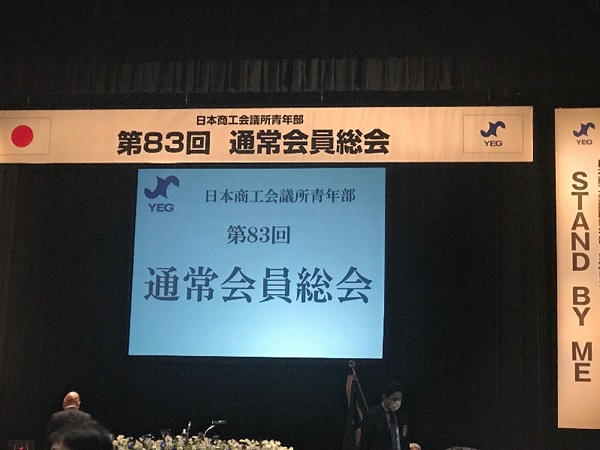 日本商工会議所青年部
第83回 通常会員総会
YEG
YEG
日本商工会議所青年部
第83回
通常会員総会
YEG
STAND BY ME